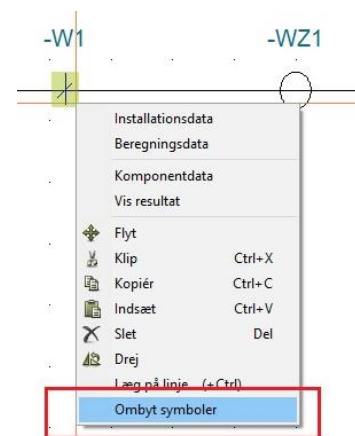 -W1 -WZ1
Installationsdata
Beregningsdata
Komponentdata
Vis resultat
Flyt
Klip Ctrl+X
Kopiér Ctrl+C
Indsæt Ctrl+V
Slet Del
Drej
Læg på linje (+Ctrl)
Ombyt symboler